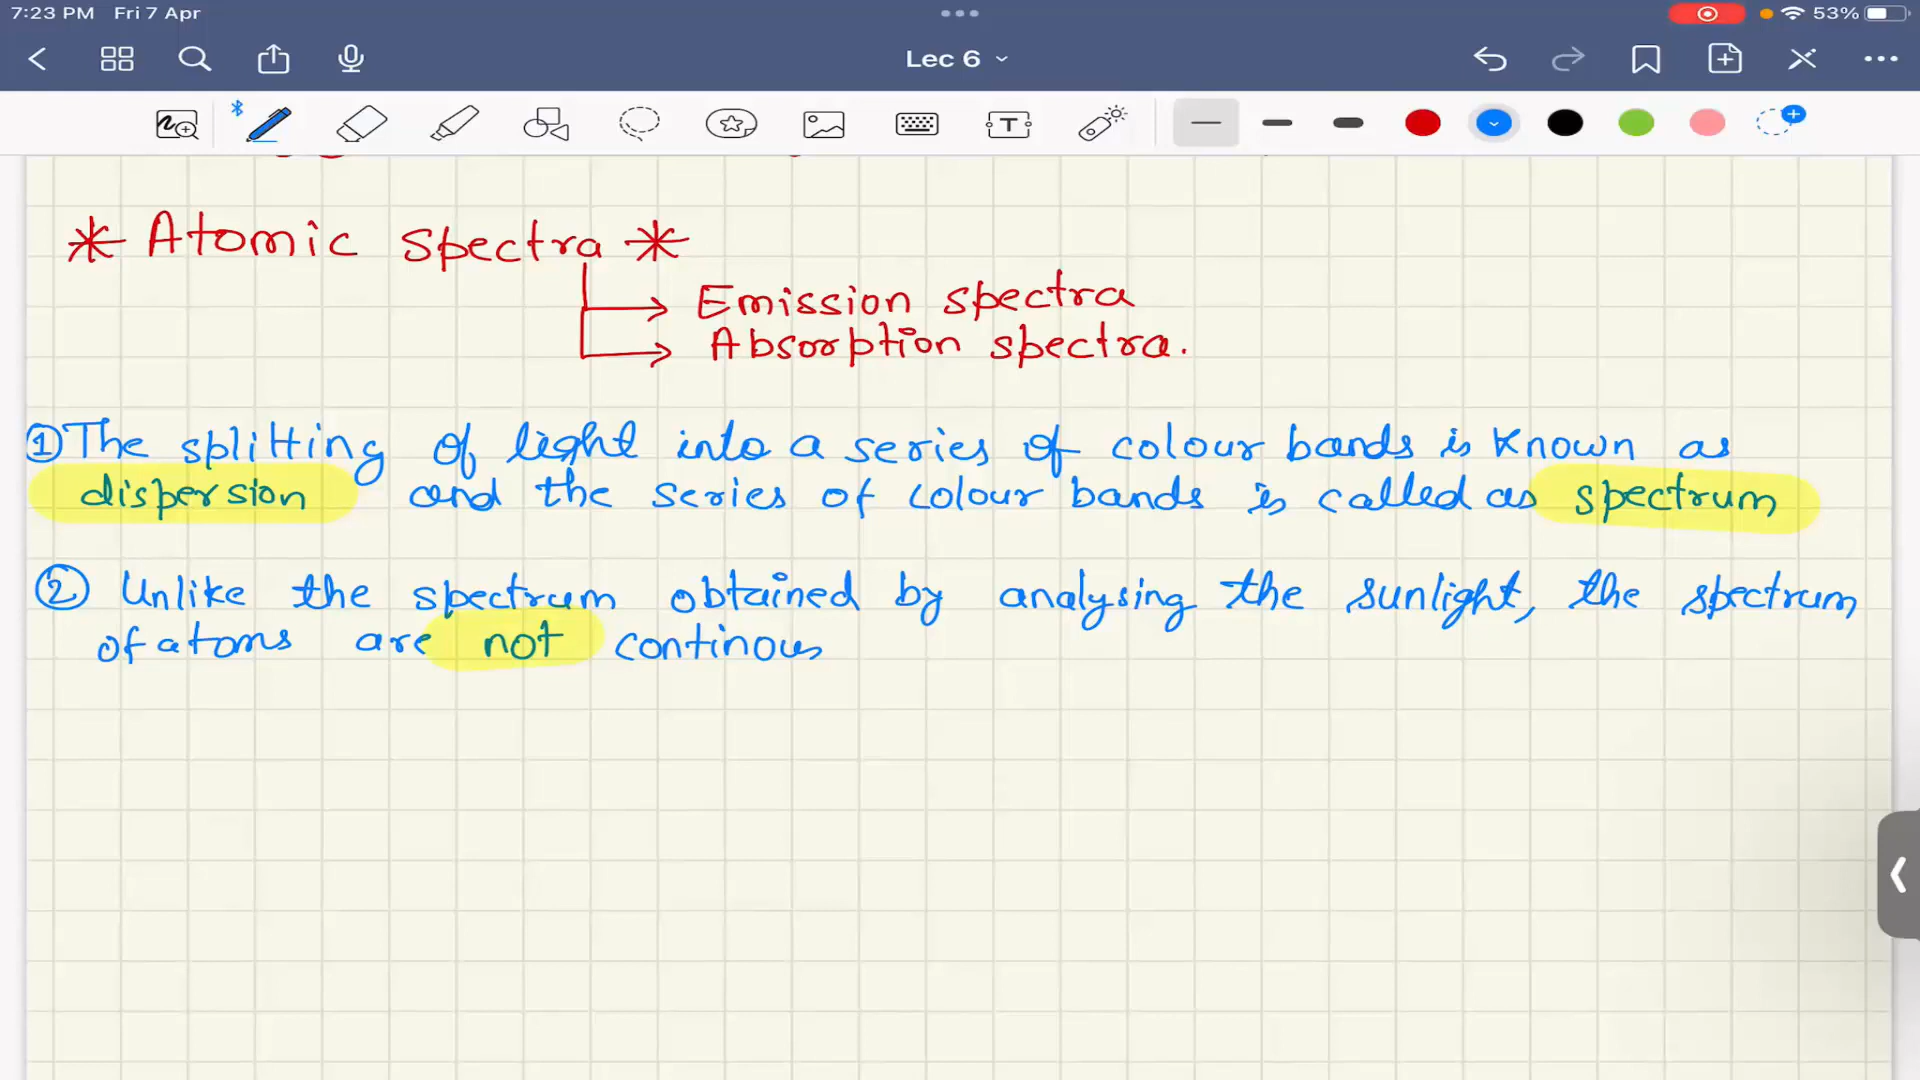 7:23 PM Fri 7 Apr
53%
Lec 6
T
* Atomic spectra *
Emission spectra
Absorption spectra.
① The splitting of light into a series of colour bands is known as
dispersion and the series of colour bands is called as spectrum
② Unlike the spectrum obtained by analysing the sunlight, the spectrum
of atoms are not continous